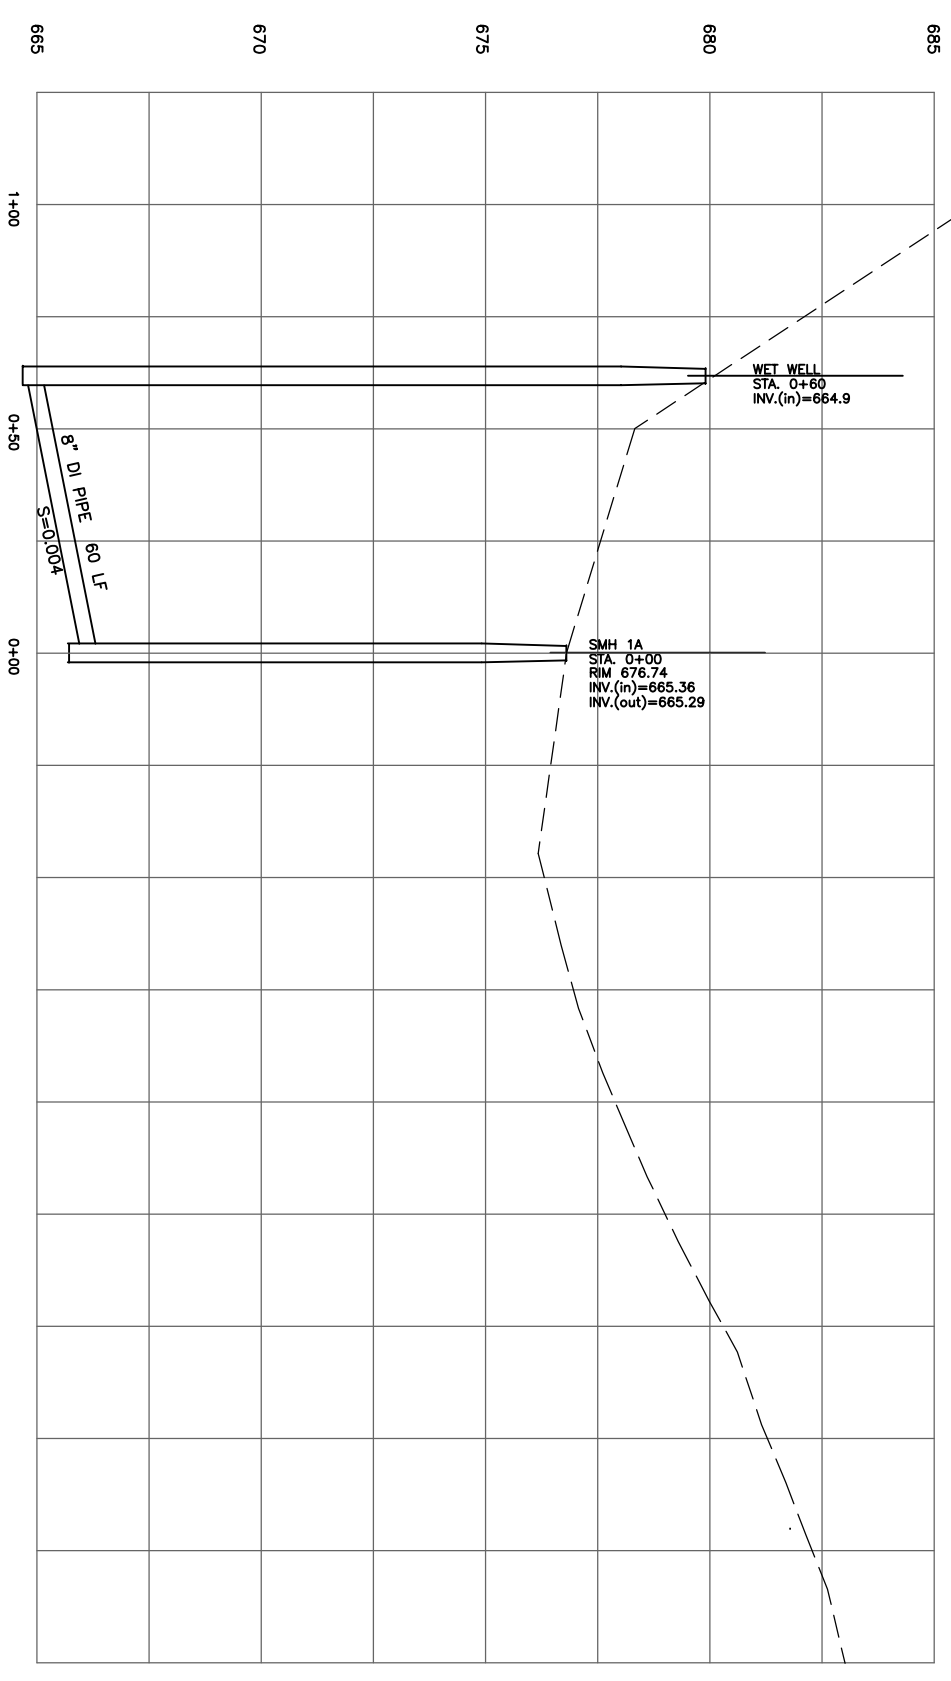 665
670
675
680
685
1+00
0+50
0+00
WET WELL
STA. 0+60
INV.(in)=664.9
8" DI PIPE 60 LF
S=0.004
SMH 1A
STA. 0+00
RIM 676.74
INV.(in)=665.36
INV.(out)=665.29